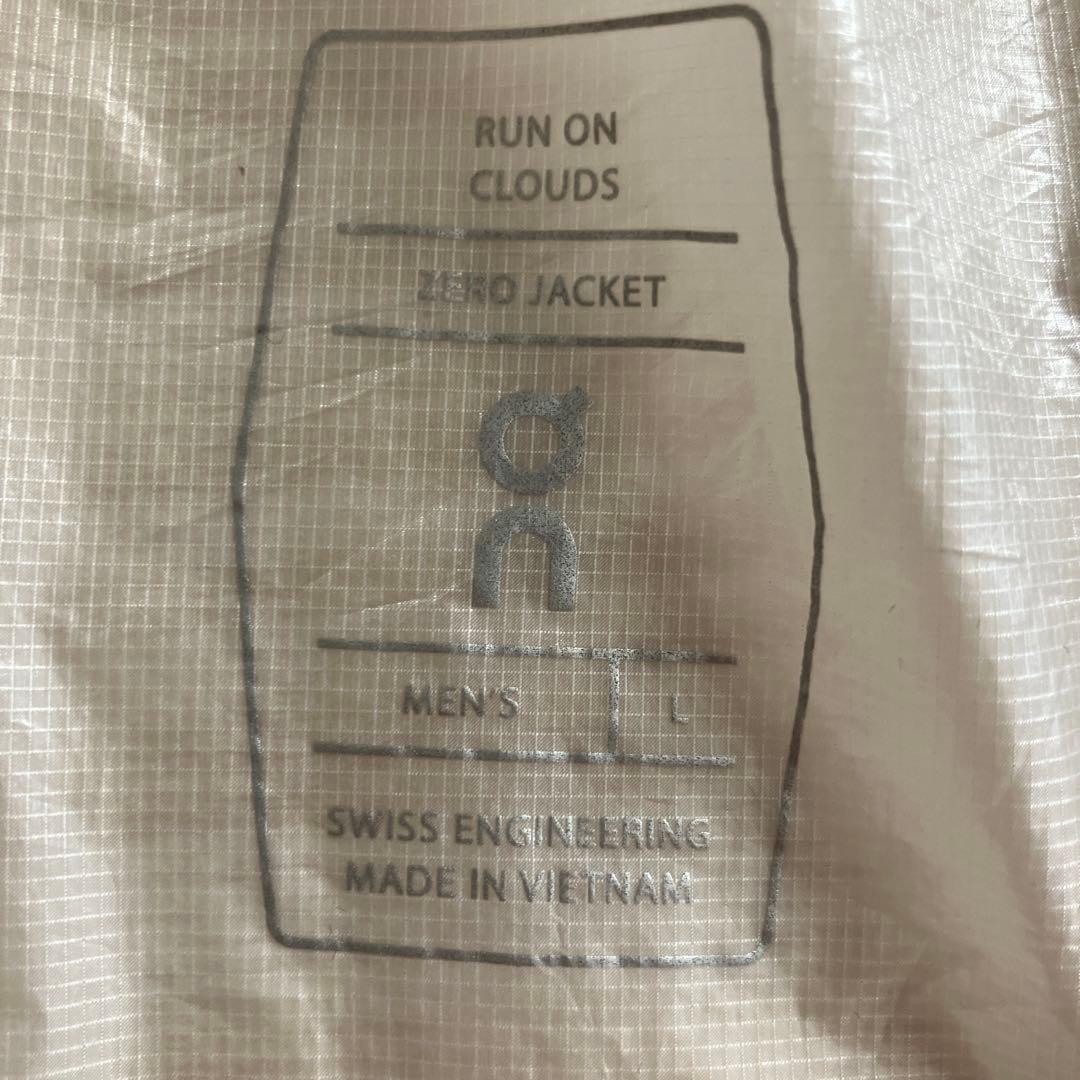 RUN ON
CLOUDS
ZERO JACKET
On
MEN'S L
SWISS ENGINEERING
MADE IN VIETNAM